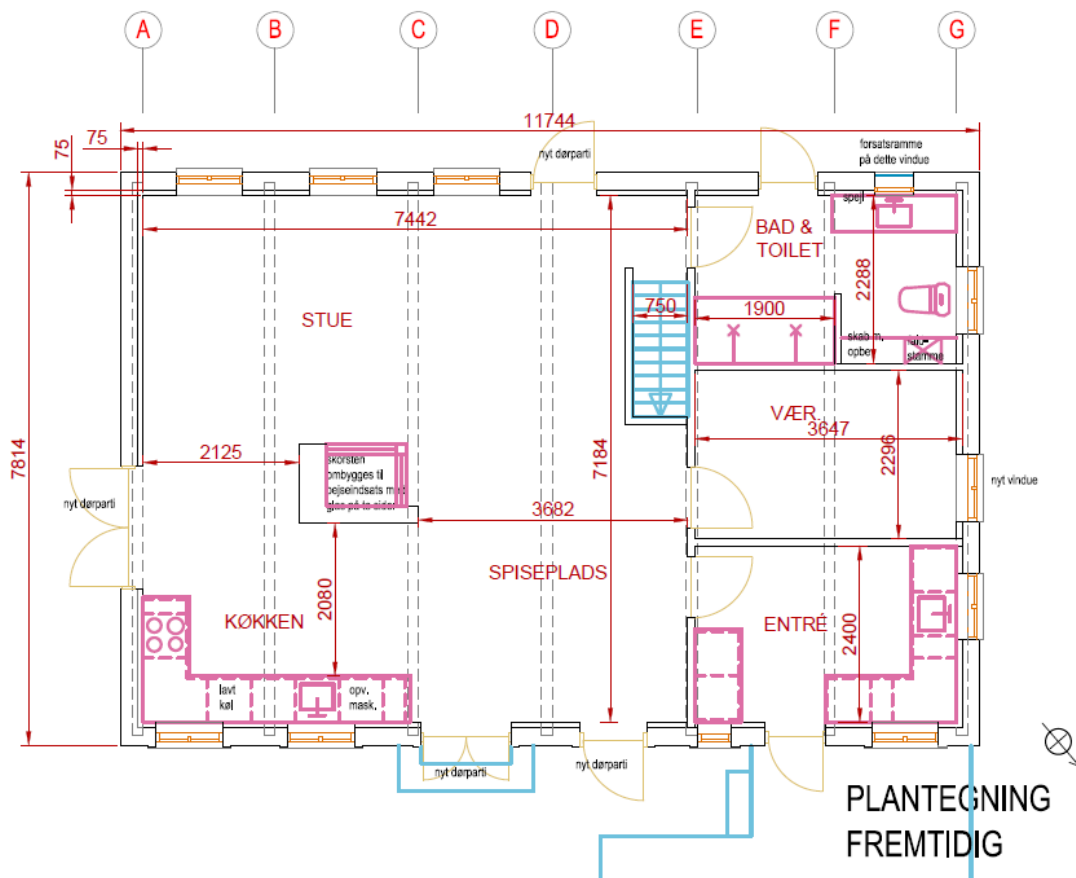 A
B
C
D
E
F
G
11744
75
75
nyt dørparti
forsatsramme
på dette vindue
spejl
7442
BAD &
TOILET
2288
STUE
750
1900
skab m.
opbe
stamme
VÆR.
3647
7814
2125
skorsten
ombygges til
pejseindsats med
glas på to sider
7184
2296
nyt dørparti
nyt vindue
3682
SPISEPLADS
2080
KØKKEN
ENTRÉ
2400
lavt
køl
opv.
mask.
nyt dørparti
nyt dørparti
PLANTEGNING
FREMTIDIG